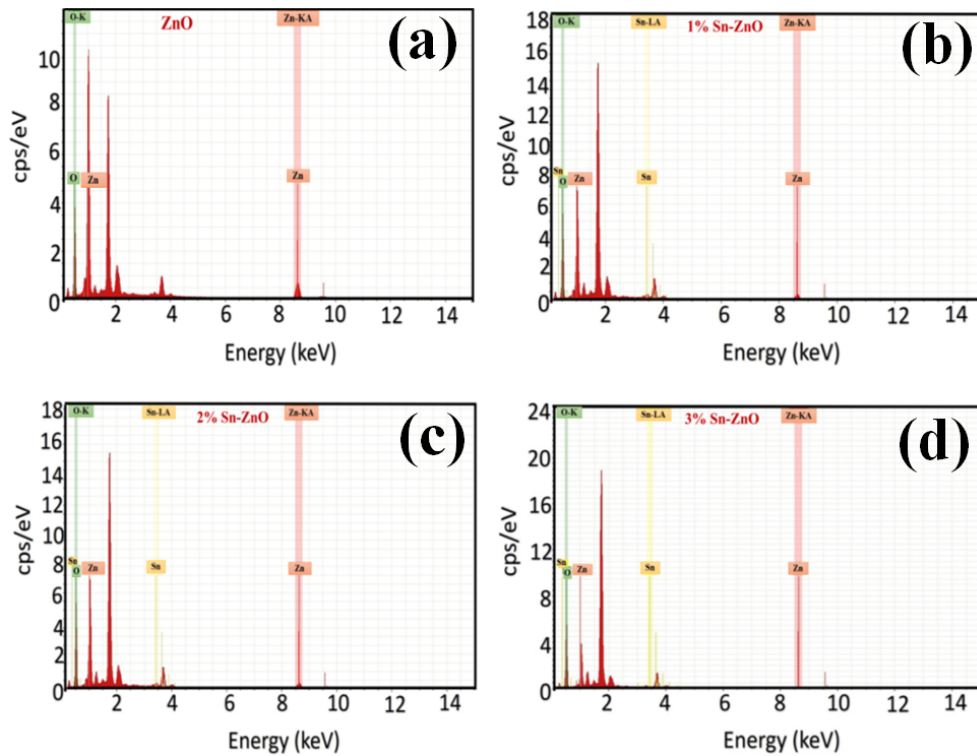 O-K ZnO Zn-KA (a)
10
8
6
4
2
0
O Zn Zn
cps/eV
2 4 6 8 10 12 14
Energy (keV)
O-K Sn-LA Zn-KA 1% Sn-ZnO (b)
18
16
14
12
10
8
6
4
2
0
Sn
O Zn Sn Zn
cps/eV
2 4 6 8 10 12 14
Energy (keV)
O-K Sn-LA 2% Sn-ZnO Zn-KA (c)
18
16
14
12
10
8
6
4
2
0
Sn
O Zn Sn Zn
cps/eV
2 4 6 8 10 12 14
Energy (keV)
O-K Sn-LA 3% Sn-ZnO Zn-KA (d)
24
20
16
12
8
4
0
Sn
O Zn Sn Zn
cps/eV
2 4 6 8 10 12 14
Energy (keV)